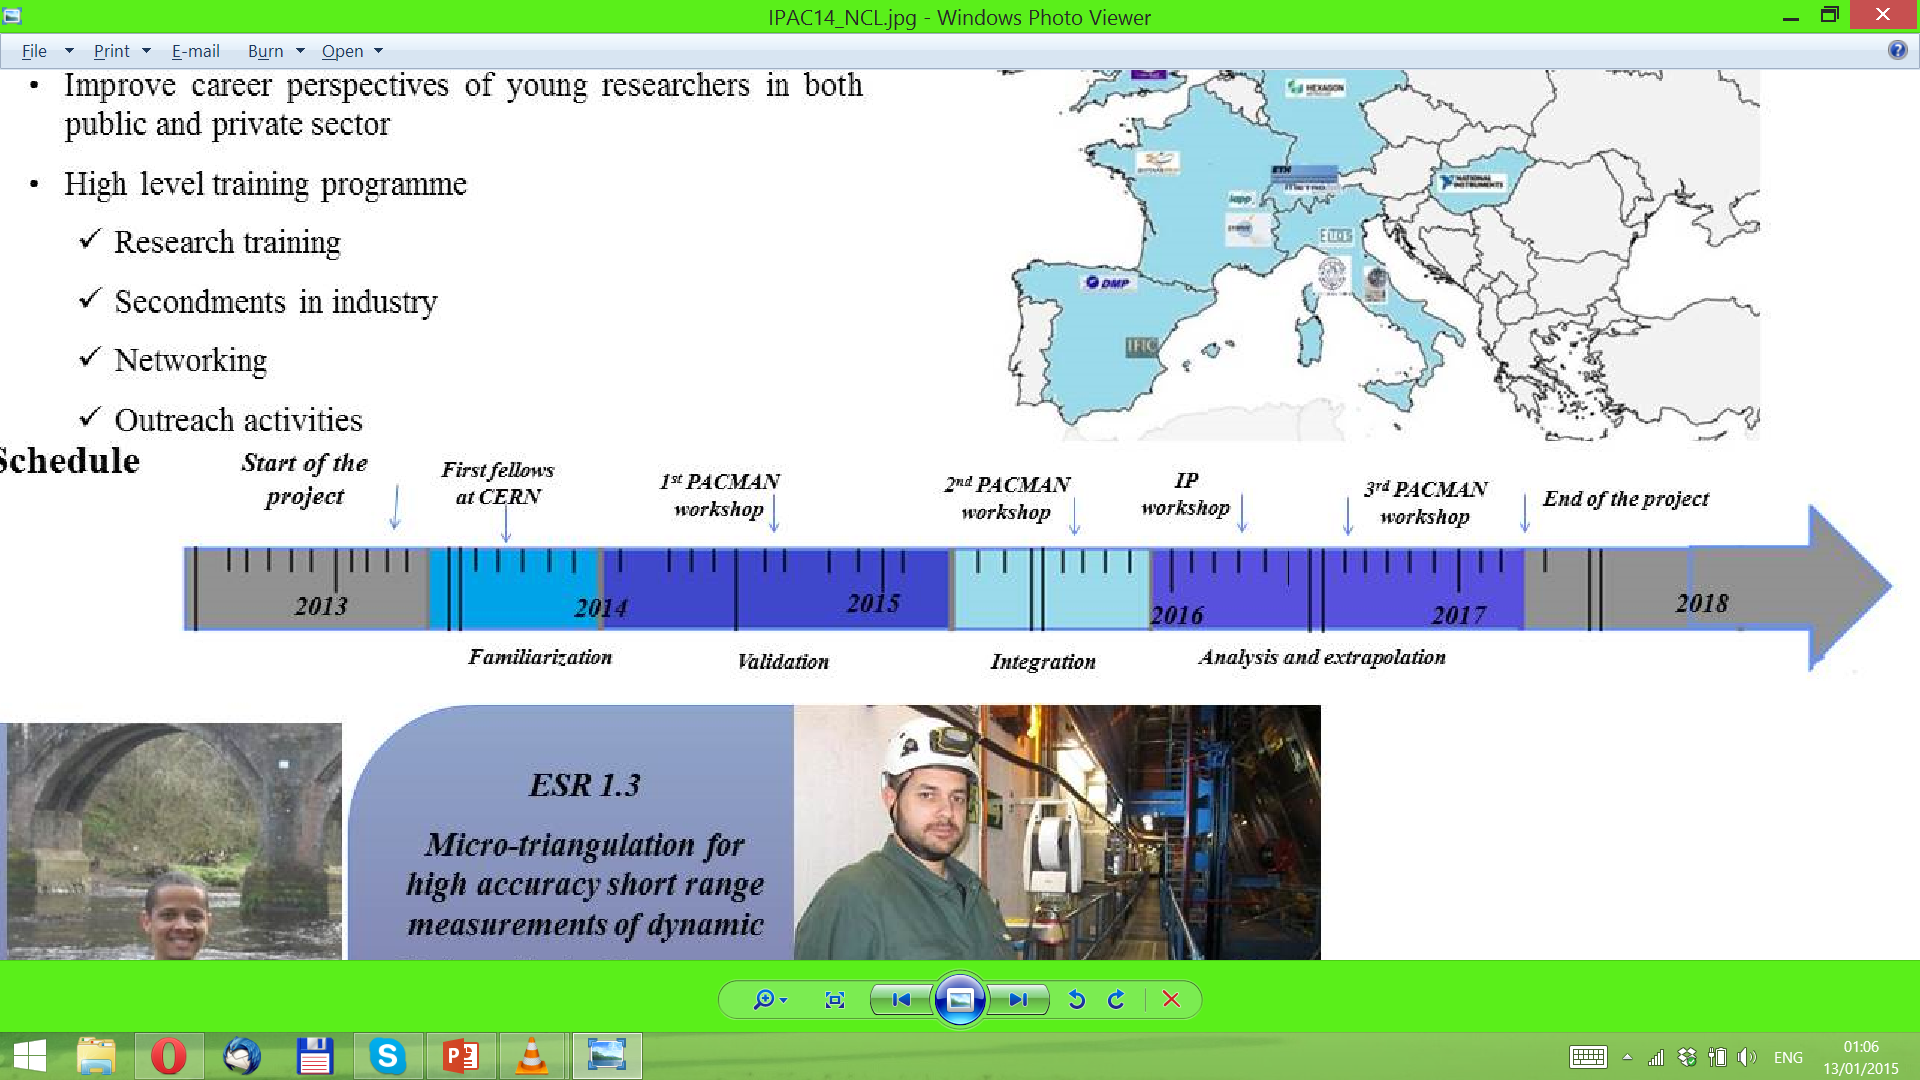 IPAC14_NCL.jpg - Windows Photo Viewer
File Print E-mail Burn Open
• Improve career perspectives of young researchers in both
public and private sector
• High level training programme
✓ Research training
✓ Secondments in industry
✓ Networking
✓ Outreach activities
HEXAGON
ETH
NATIONAL
INSTRUMENTS
DMP
IFIC
Schedule
Start of the
project
First fellows
at CERN
1st PACMAN
workshop
2nd PACMAN
workshop
IP
workshop
3rd PACMAN
workshop
End of the project
2013
2014
2015
2016
2017
2018
Familiarization
Validation
Integration
Analysis and extrapolation
ESR 1.3
Micro-triangulation for
high accuracy short range
measurements of dynamic
ENG
01:06
13/01/2015